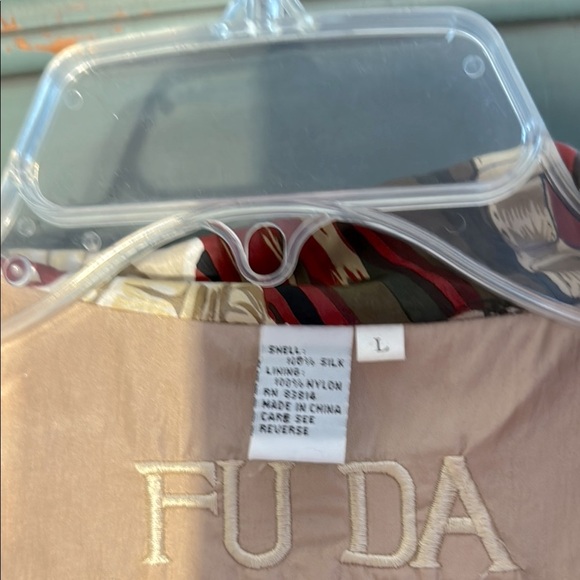 SHELL:
100% SILK
LINING:
100% NYLON
RN 83814
MADE IN CHINA
CARE SEE
REVERSE
L
FU DA